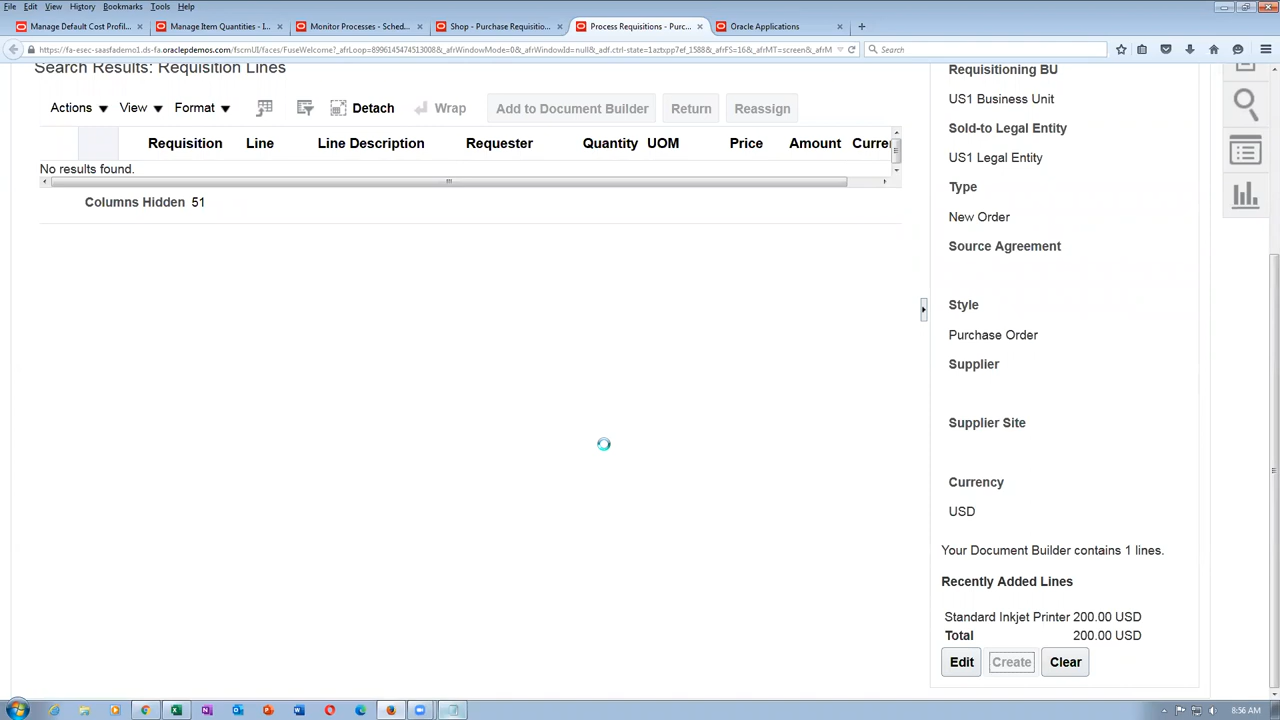 File Edit View History Bookmarks Tools Help
Manage Default Cost Profil... Manage Item Quantities - I... Monitor Processes - Sched... Shop - Purchase Requisition... Process Requisitions - Purc... Oracle Applications
Search
Search Results: Requisition Lines
Actions View Format Detach Wrap Add to Document Builder Return Reassign
Requisition Line Line Description Requester Quantity UOM Price Amount Curre
No results found.
Columns Hidden 51
Requisitioning BU
US1 Business Unit
Sold-to Legal Entity
US1 Legal Entity
Type
New Order
Source Agreement
Style
Purchase Order
Supplier
Supplier Site
Currency
USD
Your Document Builder contains 1 lines.
Recently Added Lines
Standard Inkjet Printer 200.00 USD
Total 200.00 USD
Edit Create Clear
8:56 AM